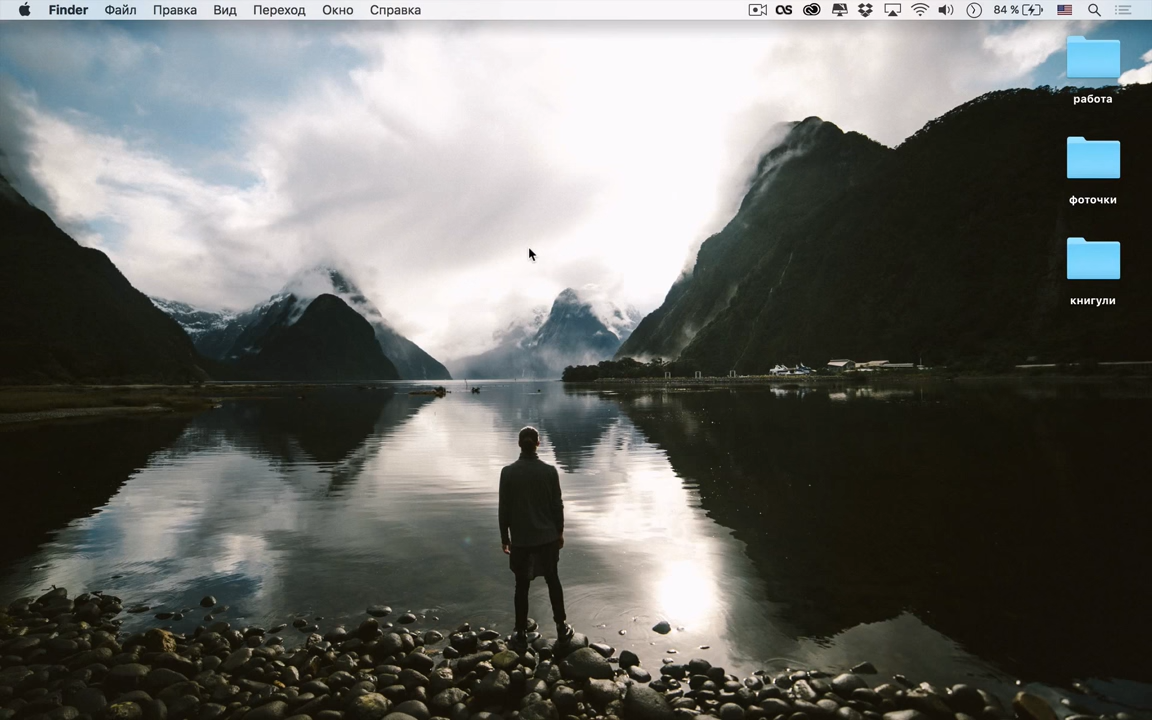 Finder Файл Правка Вид Переход Окно Справка 84 %
работа
фоточки
книгули